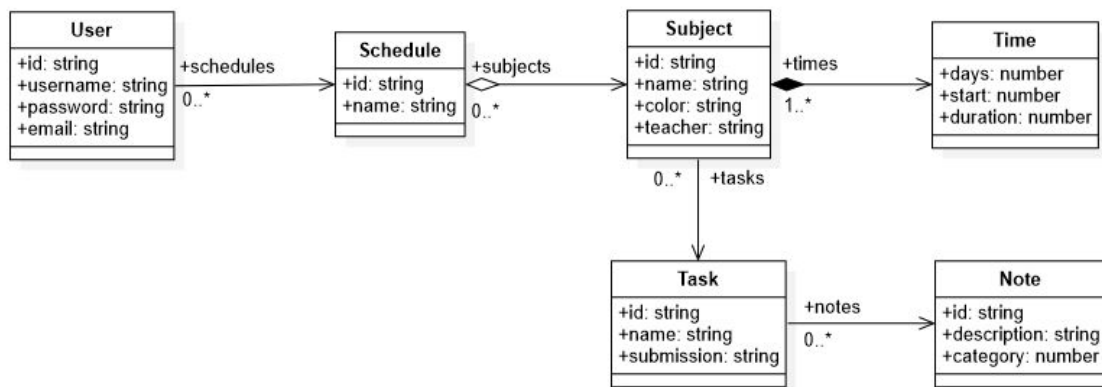 User
+id: string
+username: string
+password: string
+email: string
+schedules
0..*
Schedule
+id: string
+name: string
+subjects
0..*
Subject
+id: string
+name: string
+color: string
+teacher: string
+times
1..*
Time
+days: number
+start: number
+duration: number
0..*
+tasks
Task
+id: string
+name: string
+submission: string
+notes
0..*
Note
+id: string
+description: string
+category: number